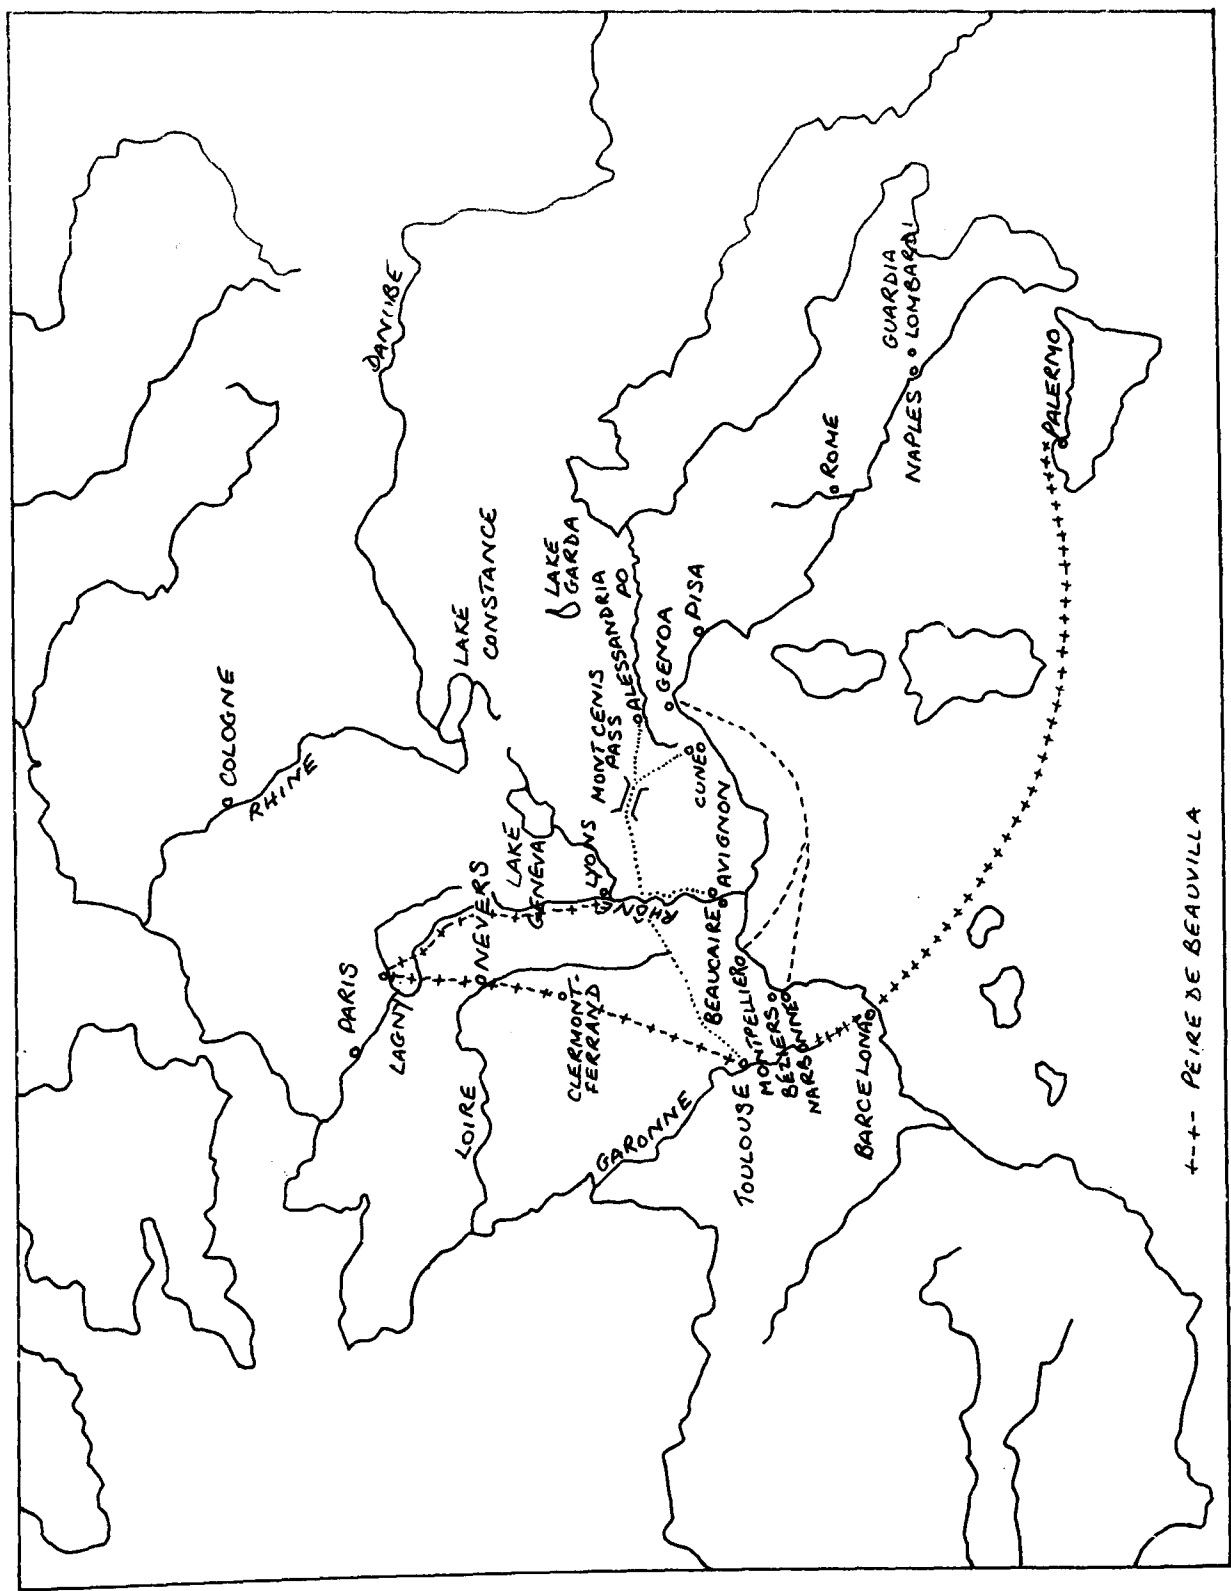 COLOGNE
RHINE
DANUBE
LAKE
CONSTANCE
PARIS
LAGNY
LOIRE
NEVERS
LAKE
GENEVA
CLERMONT-
FERRAND
LYONS
RHÔNE
MONT CENIS
PASS
LAKE
GARDA
ALESSANDRIA
PO
GENOA
PISA
CUNEO
AVIGNON
BEAUCAIRE
GARONNE
TOULOUSE
MONTPELLIER
BÉZIERS
NARBONNE
BARCELONA
ROME
NAPLES
GUARDIA
LOMBARDI
PALERMO
+--+-- PEIRE DE BEAUVILLA